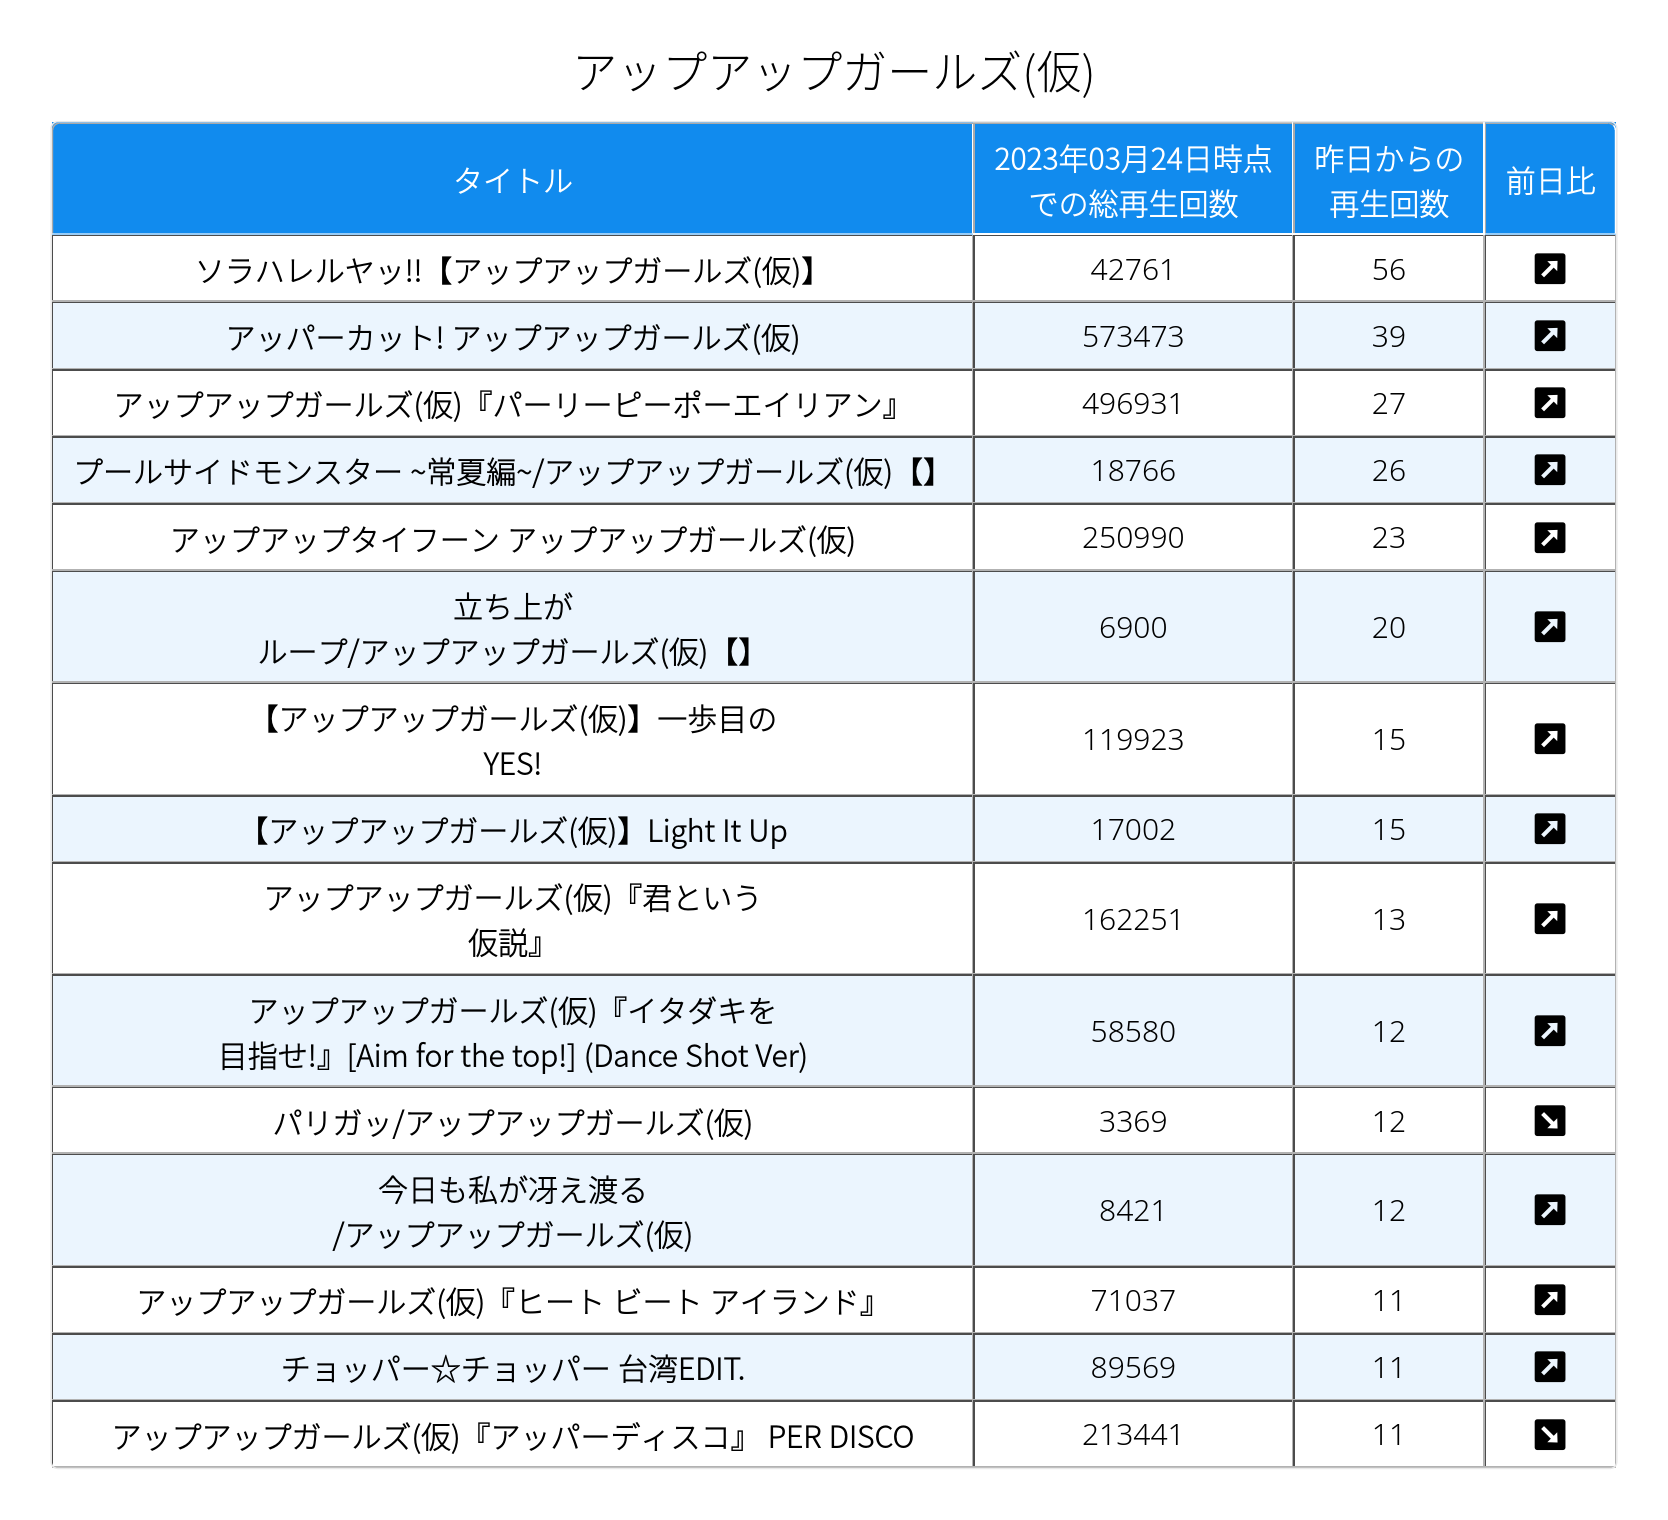 アップアップガールズ(仮)
タイトル
2023年03月24日時点
での総再生回数
昨日からの
再生回数
前日比
ソラハレルヤッ!!【アップアップガールズ(仮)】 42761 56
アッパーカット! アップアップガールズ(仮) 573473 39
アップアップガールズ(仮)『パーリーピーポーエイリアン』 496931 27
プールサイドモンスター ~常夏編~/アップアップガールズ(仮)【】 18766 26
アップアップタイフーン アップアップガールズ(仮) 250990 23
立ち上が
ループ/アップアップガールズ(仮)【】 6900 20
【アップアップガールズ(仮)】一歩目の
YES! 119923 15
【アップアップガールズ(仮)】Light It Up 17002 15
アップアップガールズ(仮)『君という
仮説』 162251 13
アップアップガールズ(仮)『イタダキを
目指せ!』[Aim for the top!] (Dance Shot Ver) 58580 12
パリガッ/アップアップガールズ(仮) 3369 12
今日も私が冴え渡る
/アップアップガールズ(仮) 8421 12
アップアップガールズ(仮)『ヒート ビート アイランド』 71037 11
チョッパー☆チョッパー 台湾EDIT. 89569 11
アップアップガールズ(仮)『アッパーディスコ』 PER DISCO 213441 11